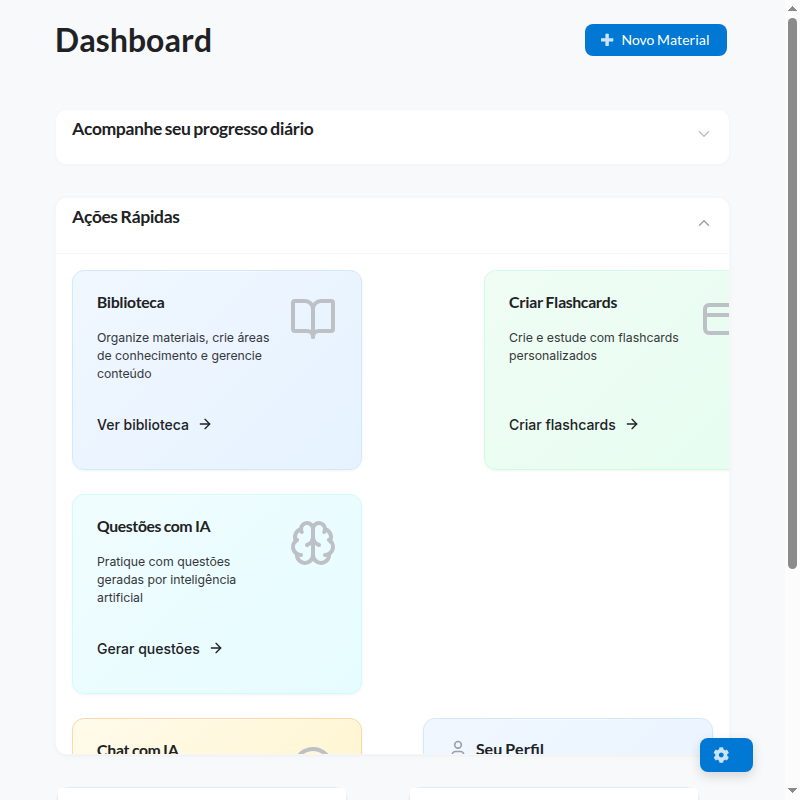 Dashboard
Novo Material
Acompanhe seu progresso diário
Ações Rápidas
Biblioteca
Organize materiais, crie áreas
de conhecimento e gerencie
conteúdo
Ver biblioteca
Criar Flashcards
Crie e estude com flashcards
personalizados
Criar flashcards
Questões com IA
Pratique com questões
geradas por inteligência
artificial
Gerar questões
Chat com IA
Seu Perfil